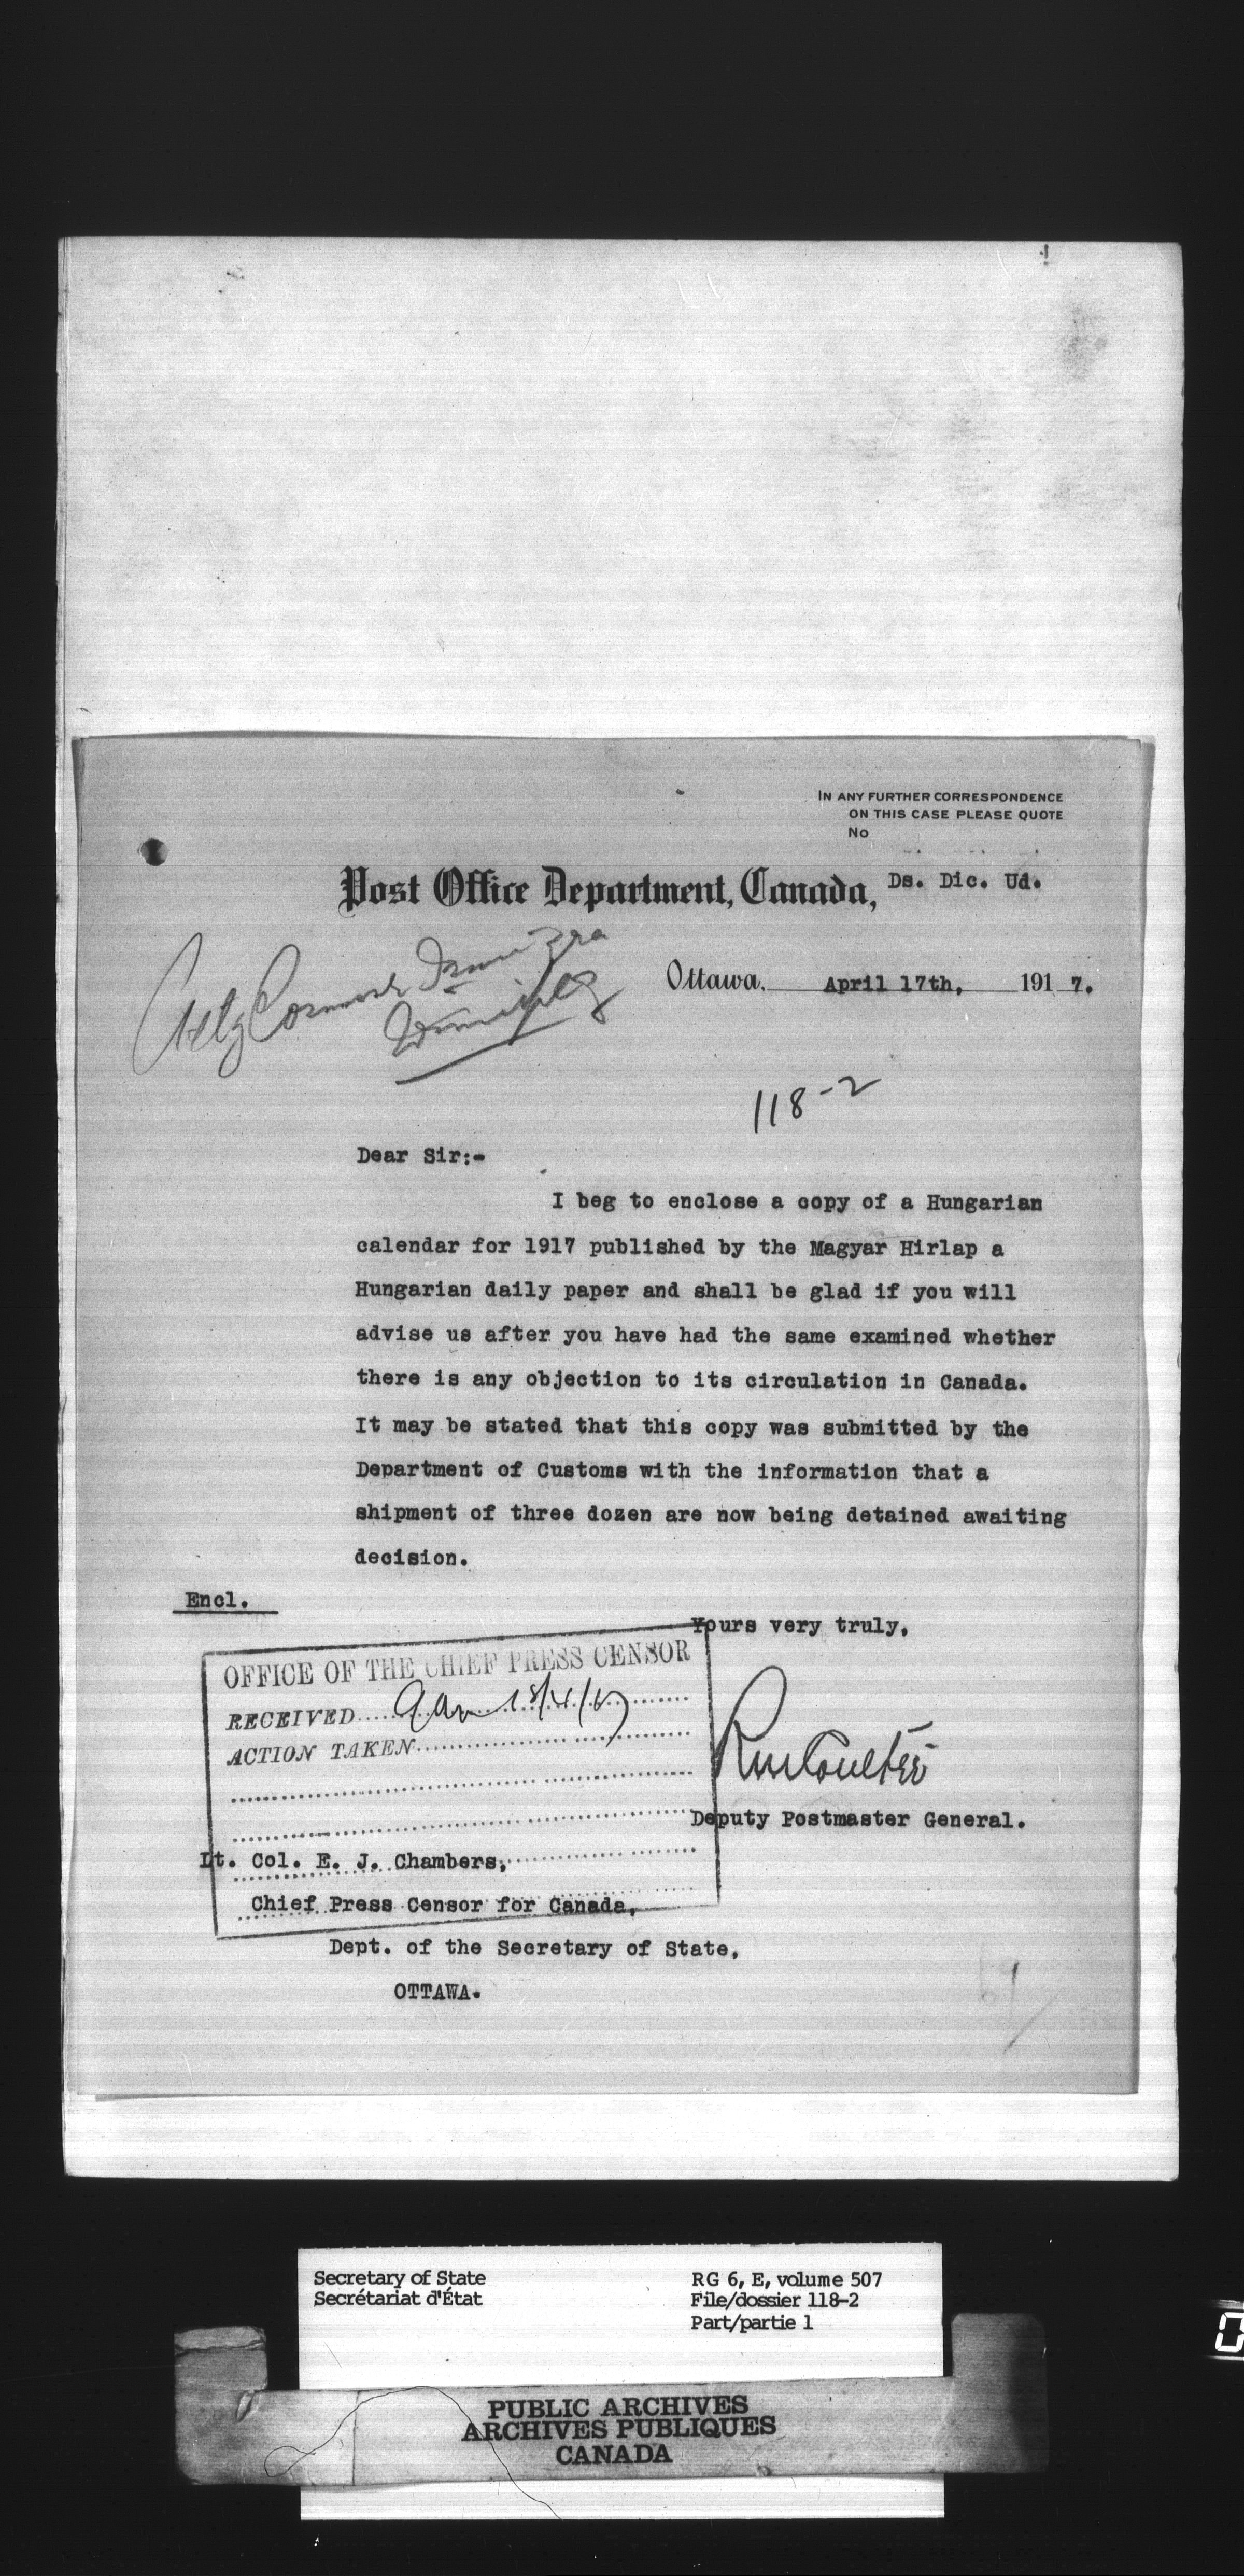 IN ANY FURTHER CORRESPONDENCE
ON THIS CASE PLEASE QUOTE
No
Post Office Department, Canada, Ds. Dic. Ud.
Ottawa, April 17th, 1917.
Winnipeg
118-2
Dear Sir:-
I beg to enclose a copy of a Hungarian
calendar for 1917 published by the Magyar Hirlap a
Hungarian daily paper and shall be glad if you will
advise us after you have had the same examined whether
there is any objection to its circulation in Canada.
It may be stated that this copy was submitted by the
Department of Customs with the information that a
shipment of three dozen are now being detained awaiting
decision.
Encl.
Yours very truly,
OFFICE OF THE CHIEF PRESS CENSOR
RECEIVED 18/4/17
ACTION TAKEN
RMCoulter
Deputy Postmaster General.
Lt. Col. E. J. Chambers,
Chief Press Censor for Canada,
Dept. of the Secretary of State,
OTTAWA.
Secretary of State
Secrétariat d'État
RG 6, E, volume 507
File/dossier 118-2
Part/partie 1
PUBLIC ARCHIVES
ARCHIVES PUBLIQUES
CANADA